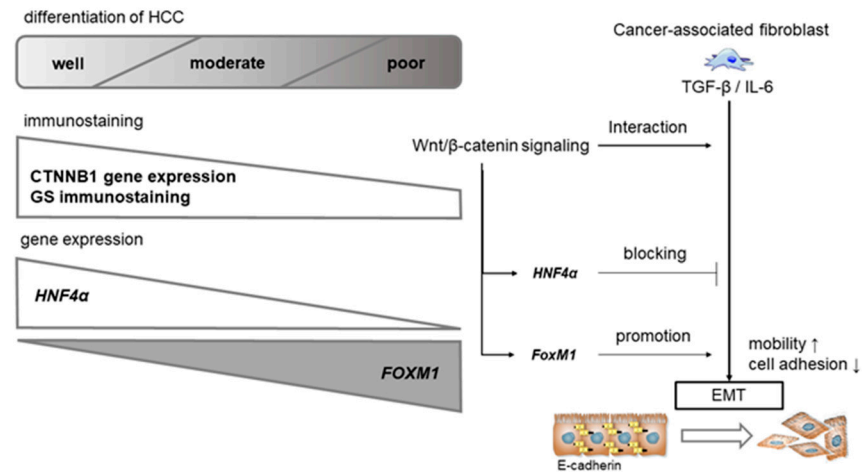 differentiation of HCC
well
moderate
poor
immunostaining
CTNNB1 gene expression
GS immunostaining
gene expression
HNF4α
FOXM1
Cancer-associated fibroblast
TGF-β / IL-6
Wnt/β-catenin signaling
Interaction
HNF4α
blocking
FoxM1
promotion
mobility ↑
cell adhesion ↓
EMT
E-cadherin